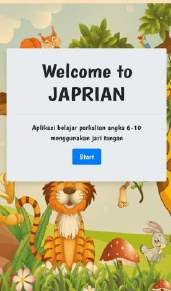 Welcome to
JAPRIAN
Aplikasi belajar perkalian angka 6-10
menggunakan jari tangan
Start